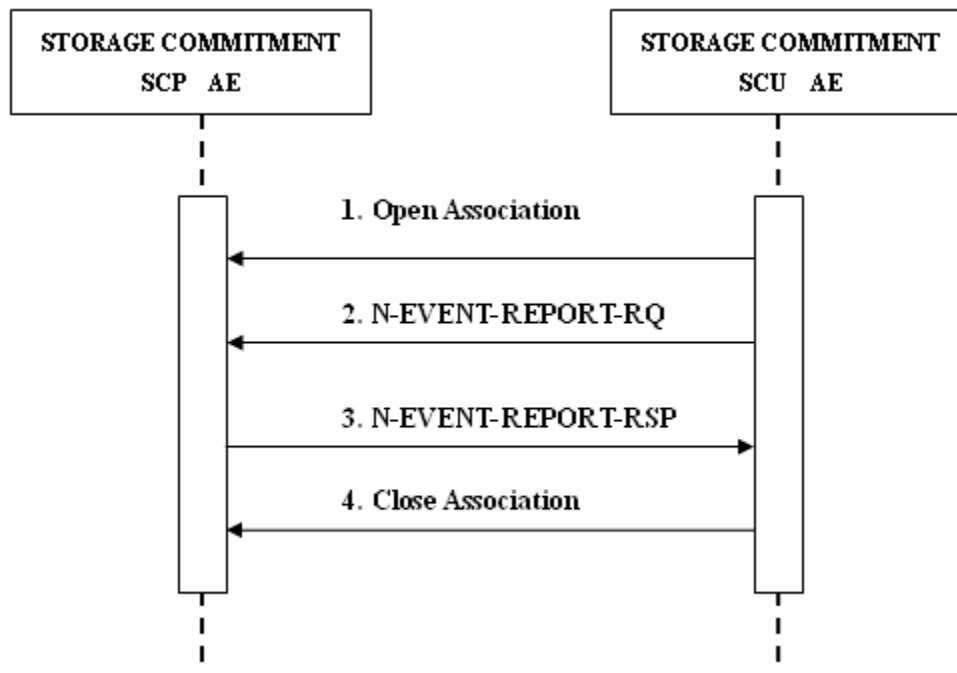 STORAGE COMMITMENT
SCP AE
STORAGE COMMITMENT
SCU AE
1. Open Association
2. N-EVENT-REPORT-RQ
3. N-EVENT-REPORT-RSP
4. Close Association